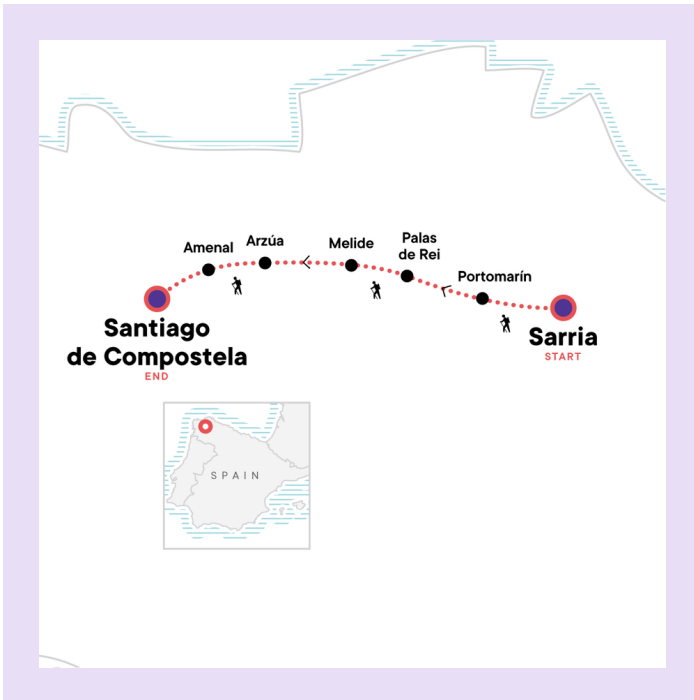 Amenal
Arzúa
Melide
Palas
de Rei
Portomarín
Santiago
de Compostela
END
Sarria
START
SPAIN